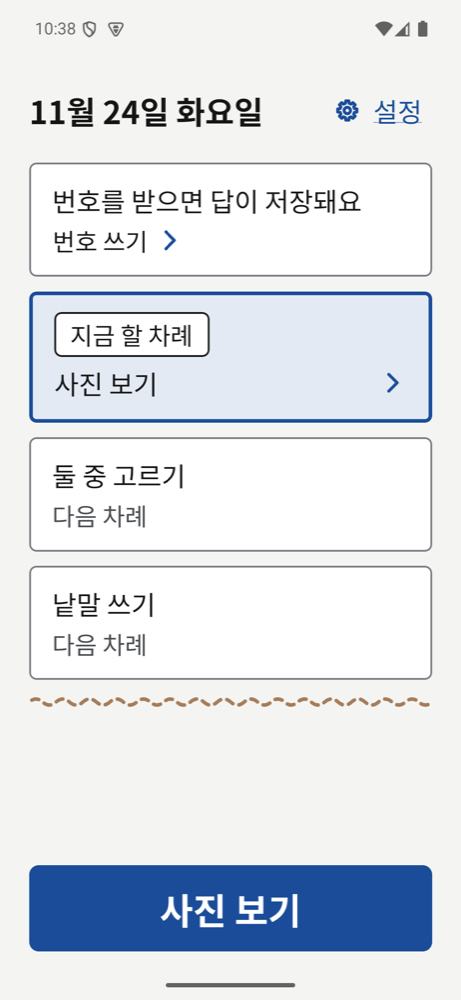 10:38
11월 24일 화요일
설정
번호를 받으면 답이 저장돼요
번호 쓰기
지금 할 차례
사진 보기
둘 중 고르기
다음 차례
낱말 쓰기
다음 차례
사진 보기